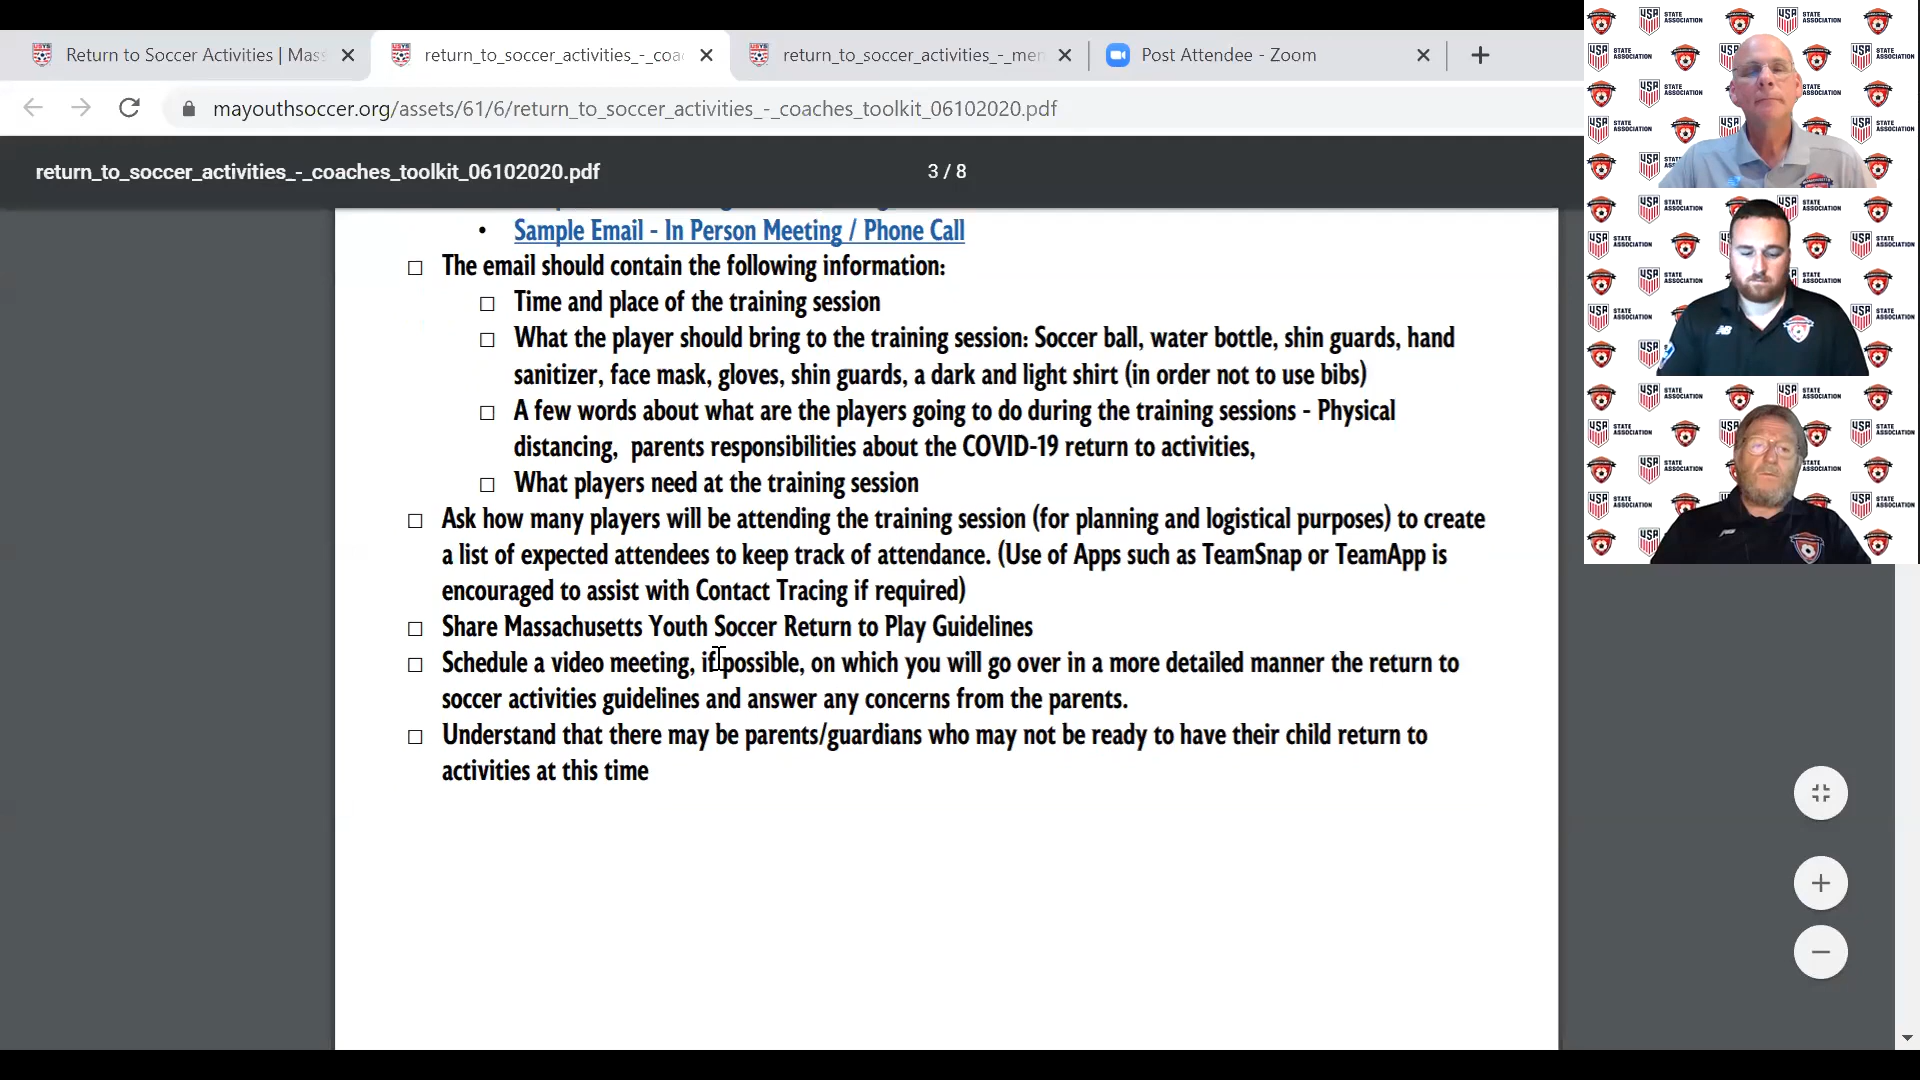 Return to Soccer Activities | Mass
return_to_soccer_activities_-_coa
return_to_soccer_activities_-_mem
Post Attendee - Zoom
mayouthsoccer.org/assets/61/6/return_to_soccer_activities_-_coaches_toolkit_06102020.pdf
return_to_soccer_activities_-_coaches_toolkit_06102020.pdf
3 / 8
• Sample Email - In Person Meeting / Phone Call
□ The email should contain the following information:
□ Time and place of the training session
□ What the player should bring to the training session: Soccer ball, water bottle, shin guards, hand
sanitizer, face mask, gloves, shin guards, a dark and light shirt (in order not to use bibs)
□ A few words about what are the players going to do during the training sessions - Physical
distancing, parents responsibilities about the COVID-19 return to activities,
□ What players need at the training session
□ Ask how many players will be attending the training session (for planning and logistical purposes) to create
a list of expected attendees to keep track of attendance. (Use of Apps such as TeamSnap or TeamApp is
encouraged to assist with Contact Tracing if required)
□ Share Massachusetts Youth Soccer Return to Play Guidelines
□ Schedule a video meeting, if possible, on which you will go over in a more detailed manner the return to
soccer activities guidelines and answer any concerns from the parents.
□ Understand that there may be parents/guardians who may not be ready to have their child return to
activities at this time
STATE
ASSOCIATION